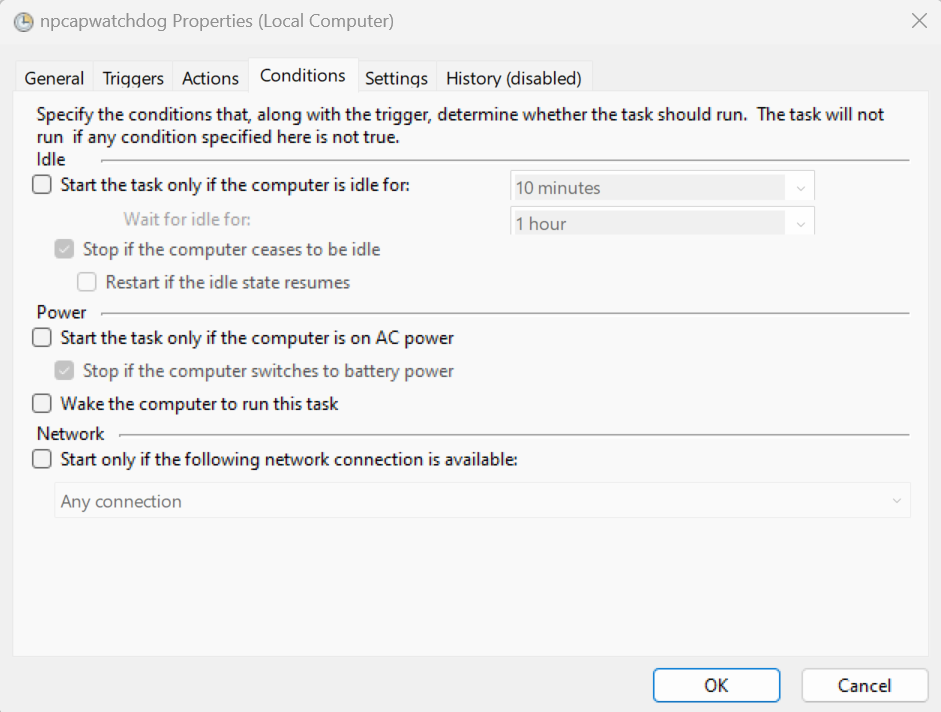 npcapwatchdog Properties (Local Computer)
General Triggers Actions Conditions Settings History (disabled)
Specify the conditions that, along with the trigger, determine whether the task should run.  The task will not
run  if any condition specified here is not true.
Idle
Start the task only if the computer is idle for: 10 minutes
Wait for idle for: 1 hour
Stop if the computer ceases to be idle
Restart if the idle state resumes
Power
Start the task only if the computer is on AC power
Stop if the computer switches to battery power
Wake the computer to run this task
Network
Start only if the following network connection is available:
Any connection
OK Cancel